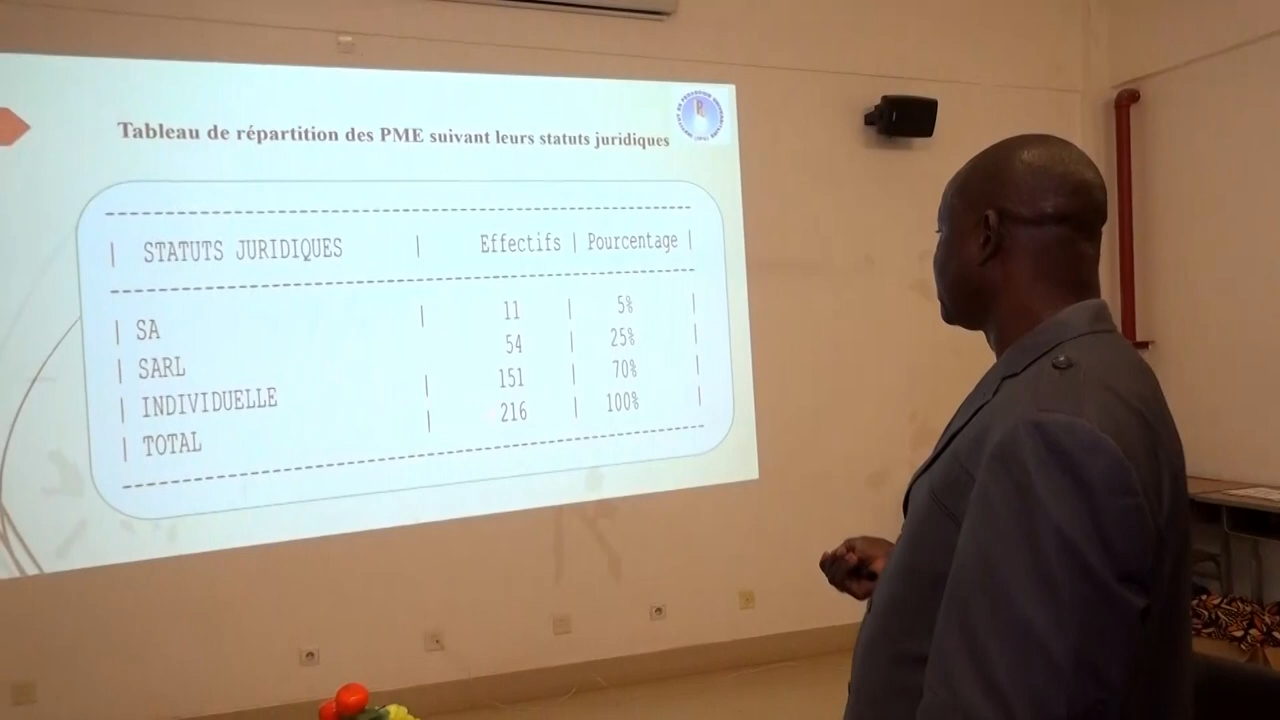 Tableau de répartition des PME suivant leurs statuts juridiques
| STATUTS JURIDIQUES | Effectifs | Pourcentage |
| SA | 11 | 5% |
| SARL 54 | 25% |
| INDIVIDUELLE | 151 | 70% |
| TOTAL | 216 | 100% |